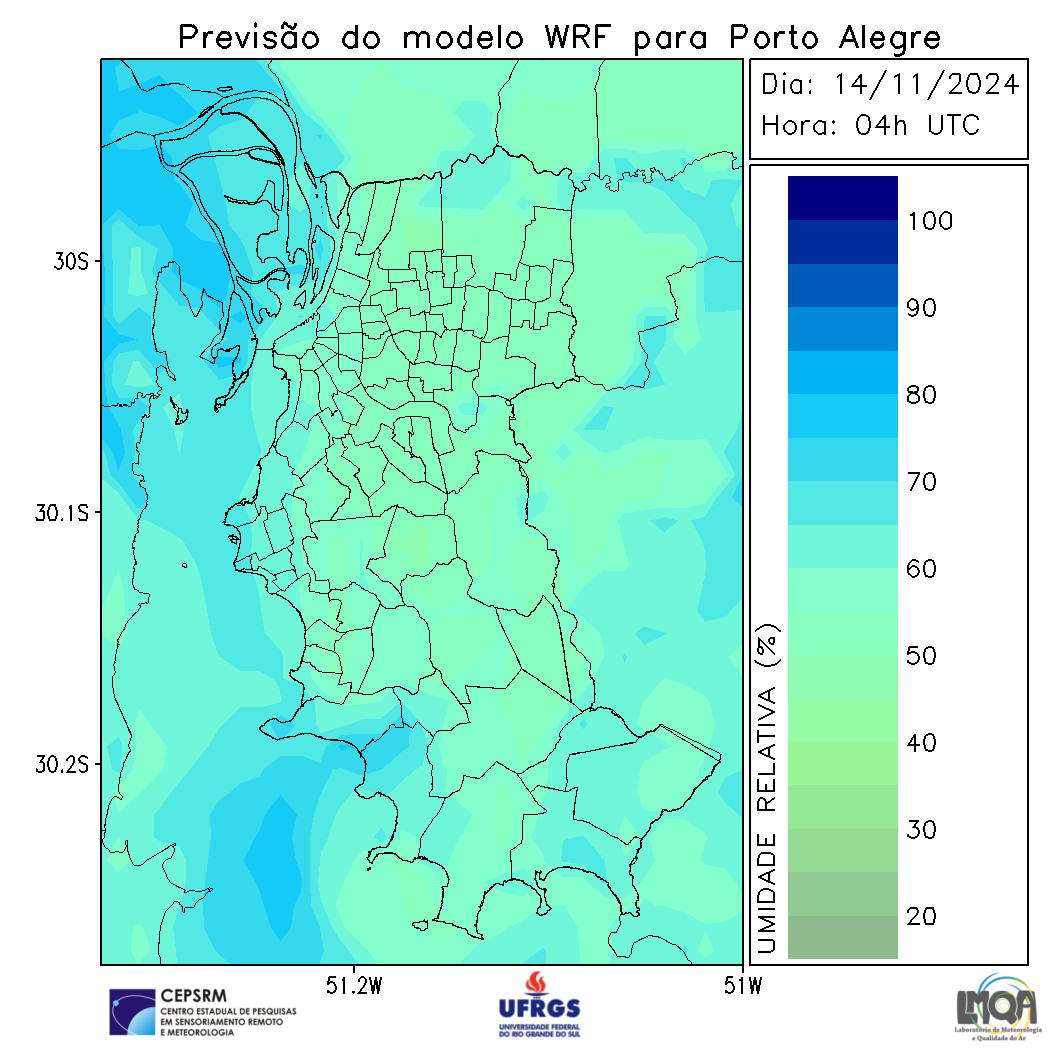 Previsão do modelo WRF para Porto Alegre
Dia: 14/11/2024
Hora: 04h UTC
100
90
80
70
60
50
40
30
20
UMIDADE RELATIVA (%)
30S
30.1S
30.2S
51.2W
51W
CEPSRM
CENTRO ESTADUAL DE PESQUISAS
EM SENSORIAMENTO REMOTO
E METEOROLOGIA
UFRGS
UNIVERSIDADE FEDERAL
DO RIO GRANDE DO SUL
LMQA
Laboratório de Meteorologia
e Qualidade do Ar